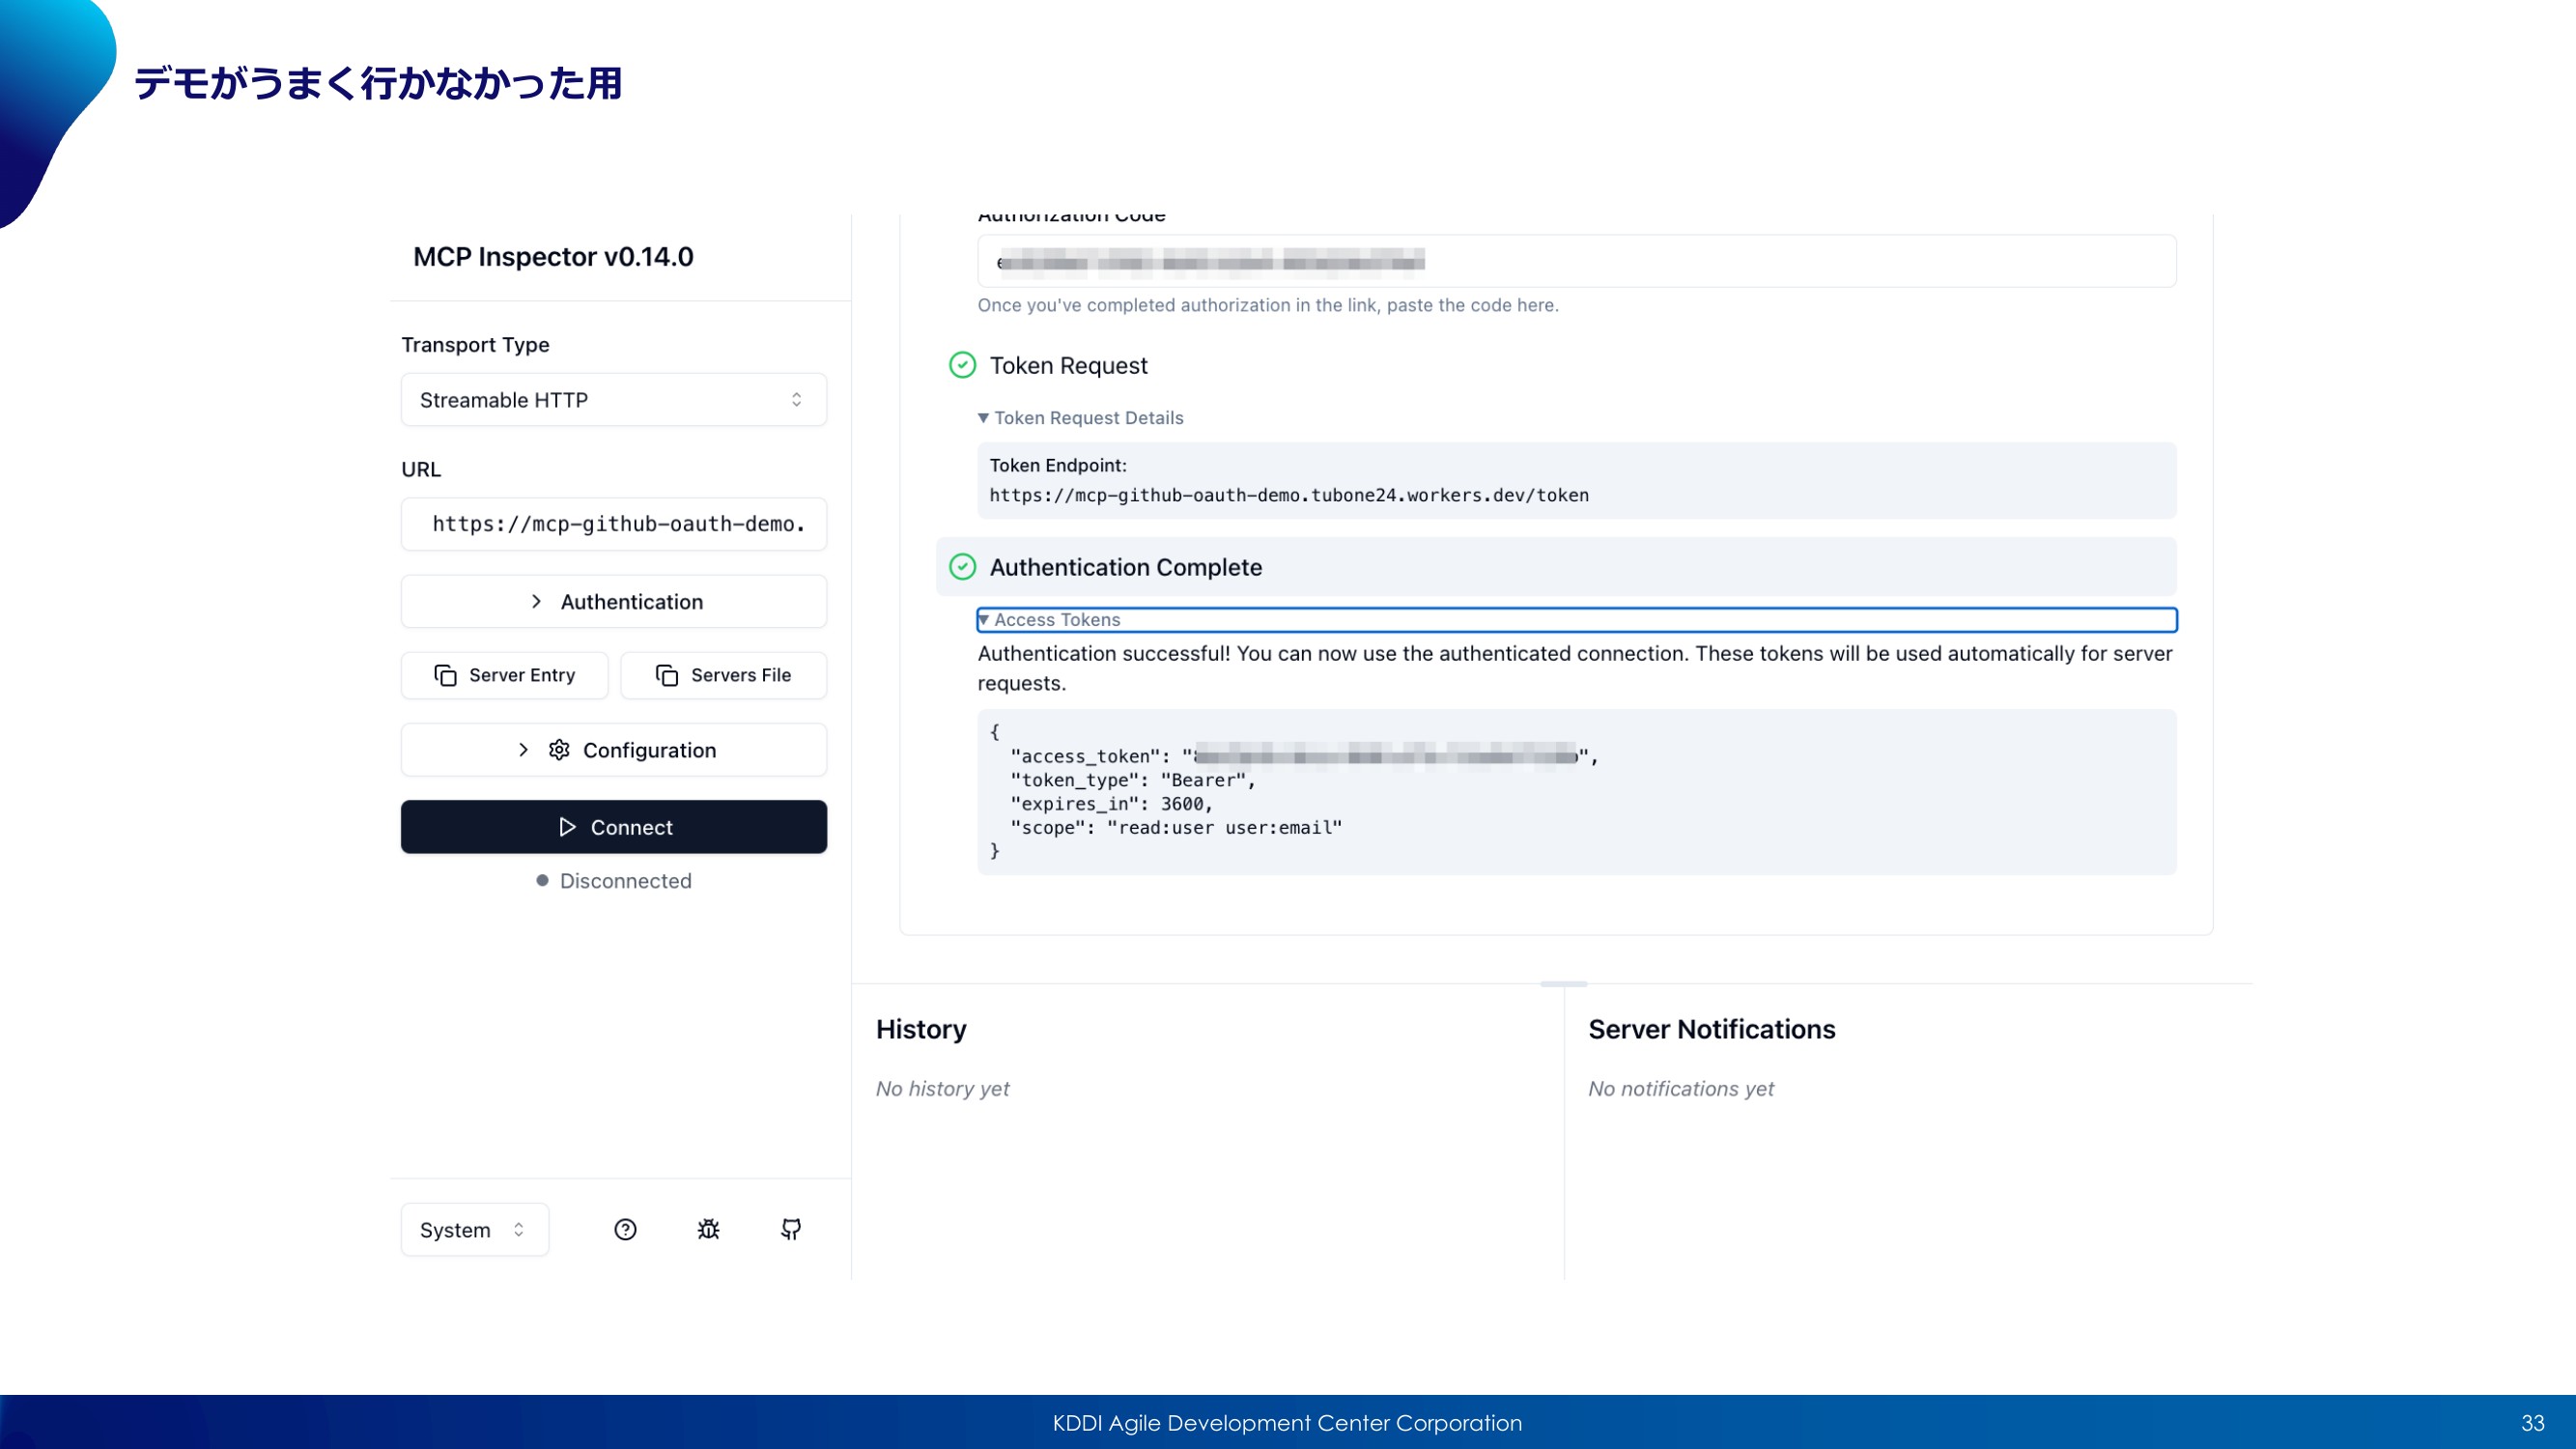 デモがうまく行かなかった用
MCP Inspector v0.14.0
Transport Type
Streamable HTTP
URL
https://mcp-github-oauth-demo.
Authentication
Server Entry
Servers File
Configuration
Connect
Disconnected
System
Authorization Code
Once you've completed authorization in the link, paste the code here.
Token Request
Token Request Details
Token Endpoint:
https://mcp-github-oauth-demo.tubone24.workers.dev/token
Authentication Complete
Access Tokens
Authentication successful! You can now use the authenticated connection. These tokens will be used automatically for server
requests.
{
"access_token": "
",
"token_type": "Bearer",
"expires_in": 3600,
"scope": "read:user user:email"
}
History
No history yet
Server Notifications
No notifications yet
KDDI Agile Development Center Corporation
33